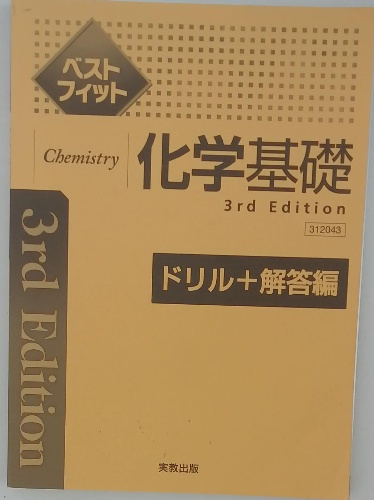 ベスト
フィット
Chemistry
化学基礎
3rd Edition
312043
ドリル+解答編
3rd Edition
実教出版